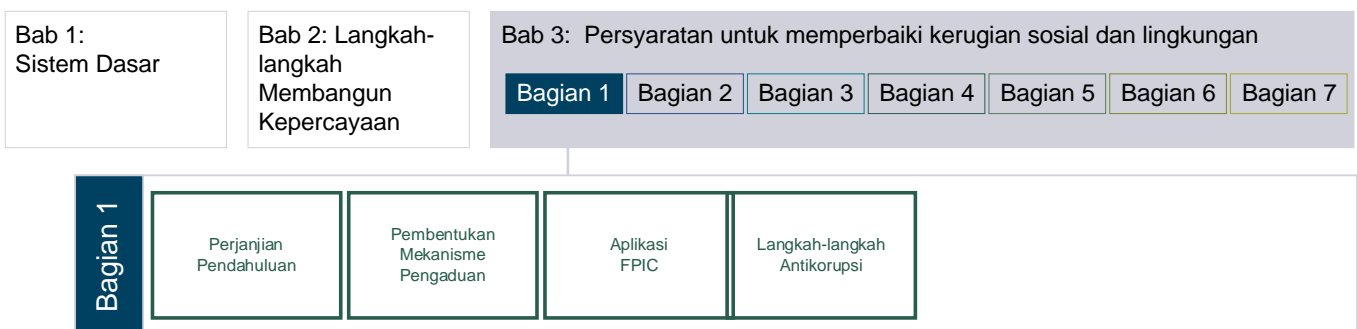 Bab 1:
Sistem Dasar
Bab 2: Langkah-
langkah
Membangun
Kepercayaan
Bab 3:  Persyaratan untuk memperbaiki kerugian sosial dan lingkungan
Bagian 1
Bagian 2
Bagian 3
Bagian 4
Bagian 5
Bagian 6
Bagian 7
Bagian 1
Perjanjian
Pendahuluan
Pembentukan
Mekanisme
Pengaduan
Aplikasi
FPIC
Langkah-langkah
Antikorupsi